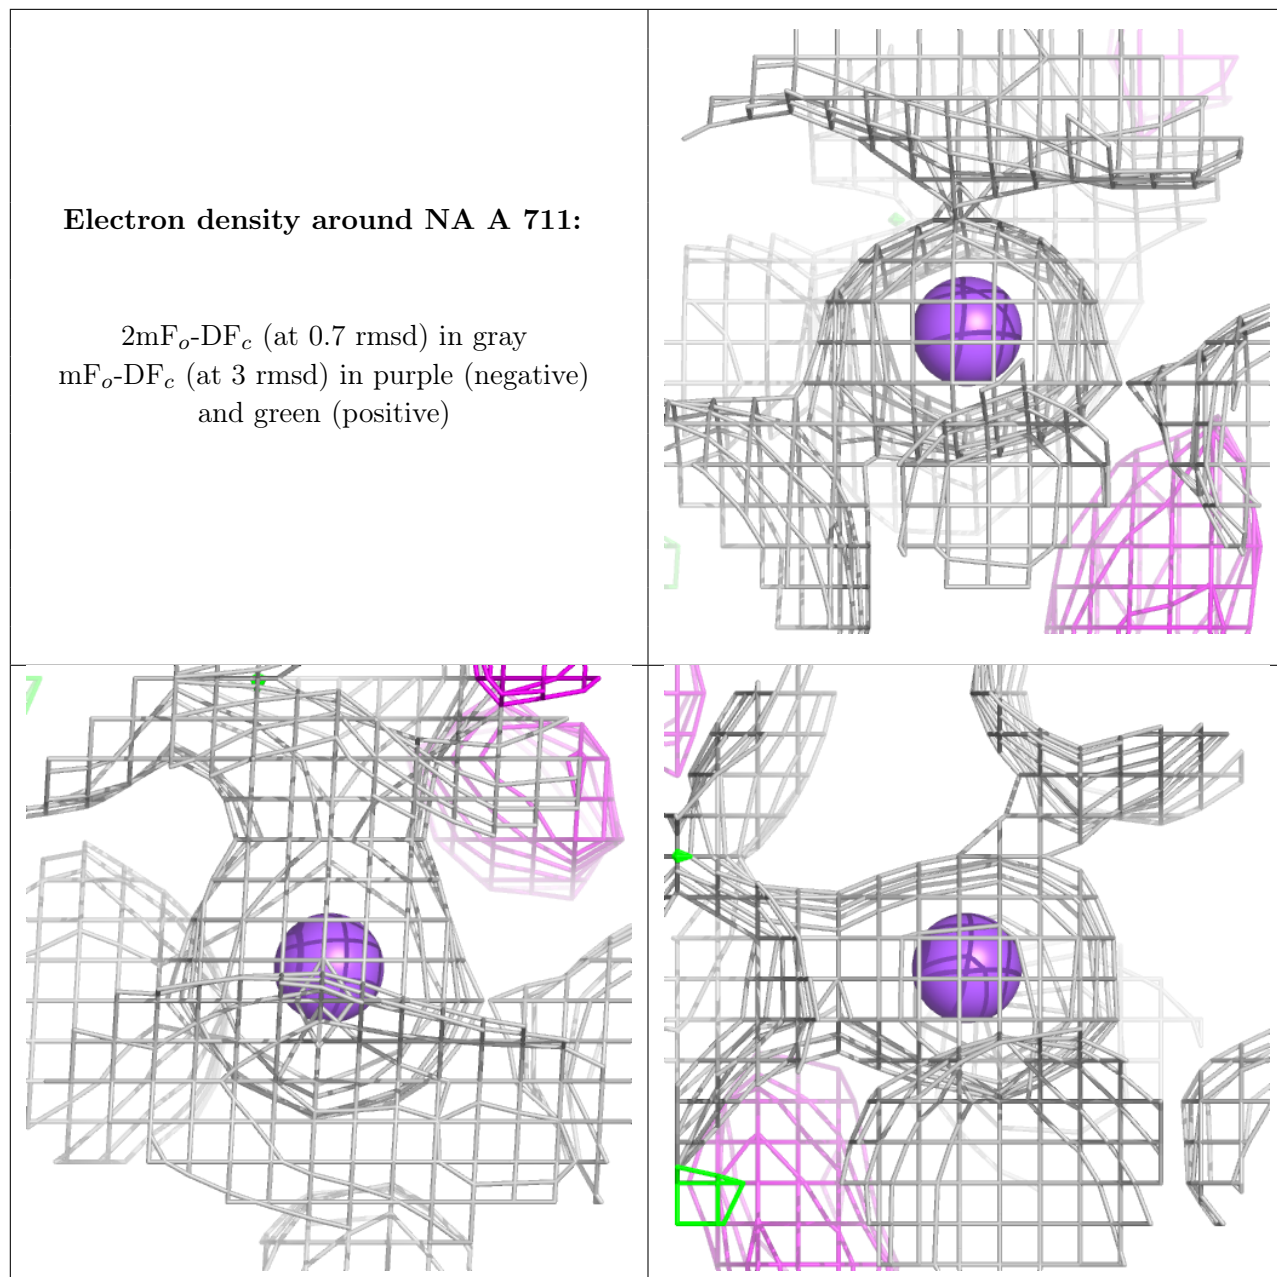 Electron density around NA A 711:
2mFo-DFc (at 0.7 rmsd) in gray
mFo-DFc (at 3 rmsd) in purple (negative)
and green (positive)